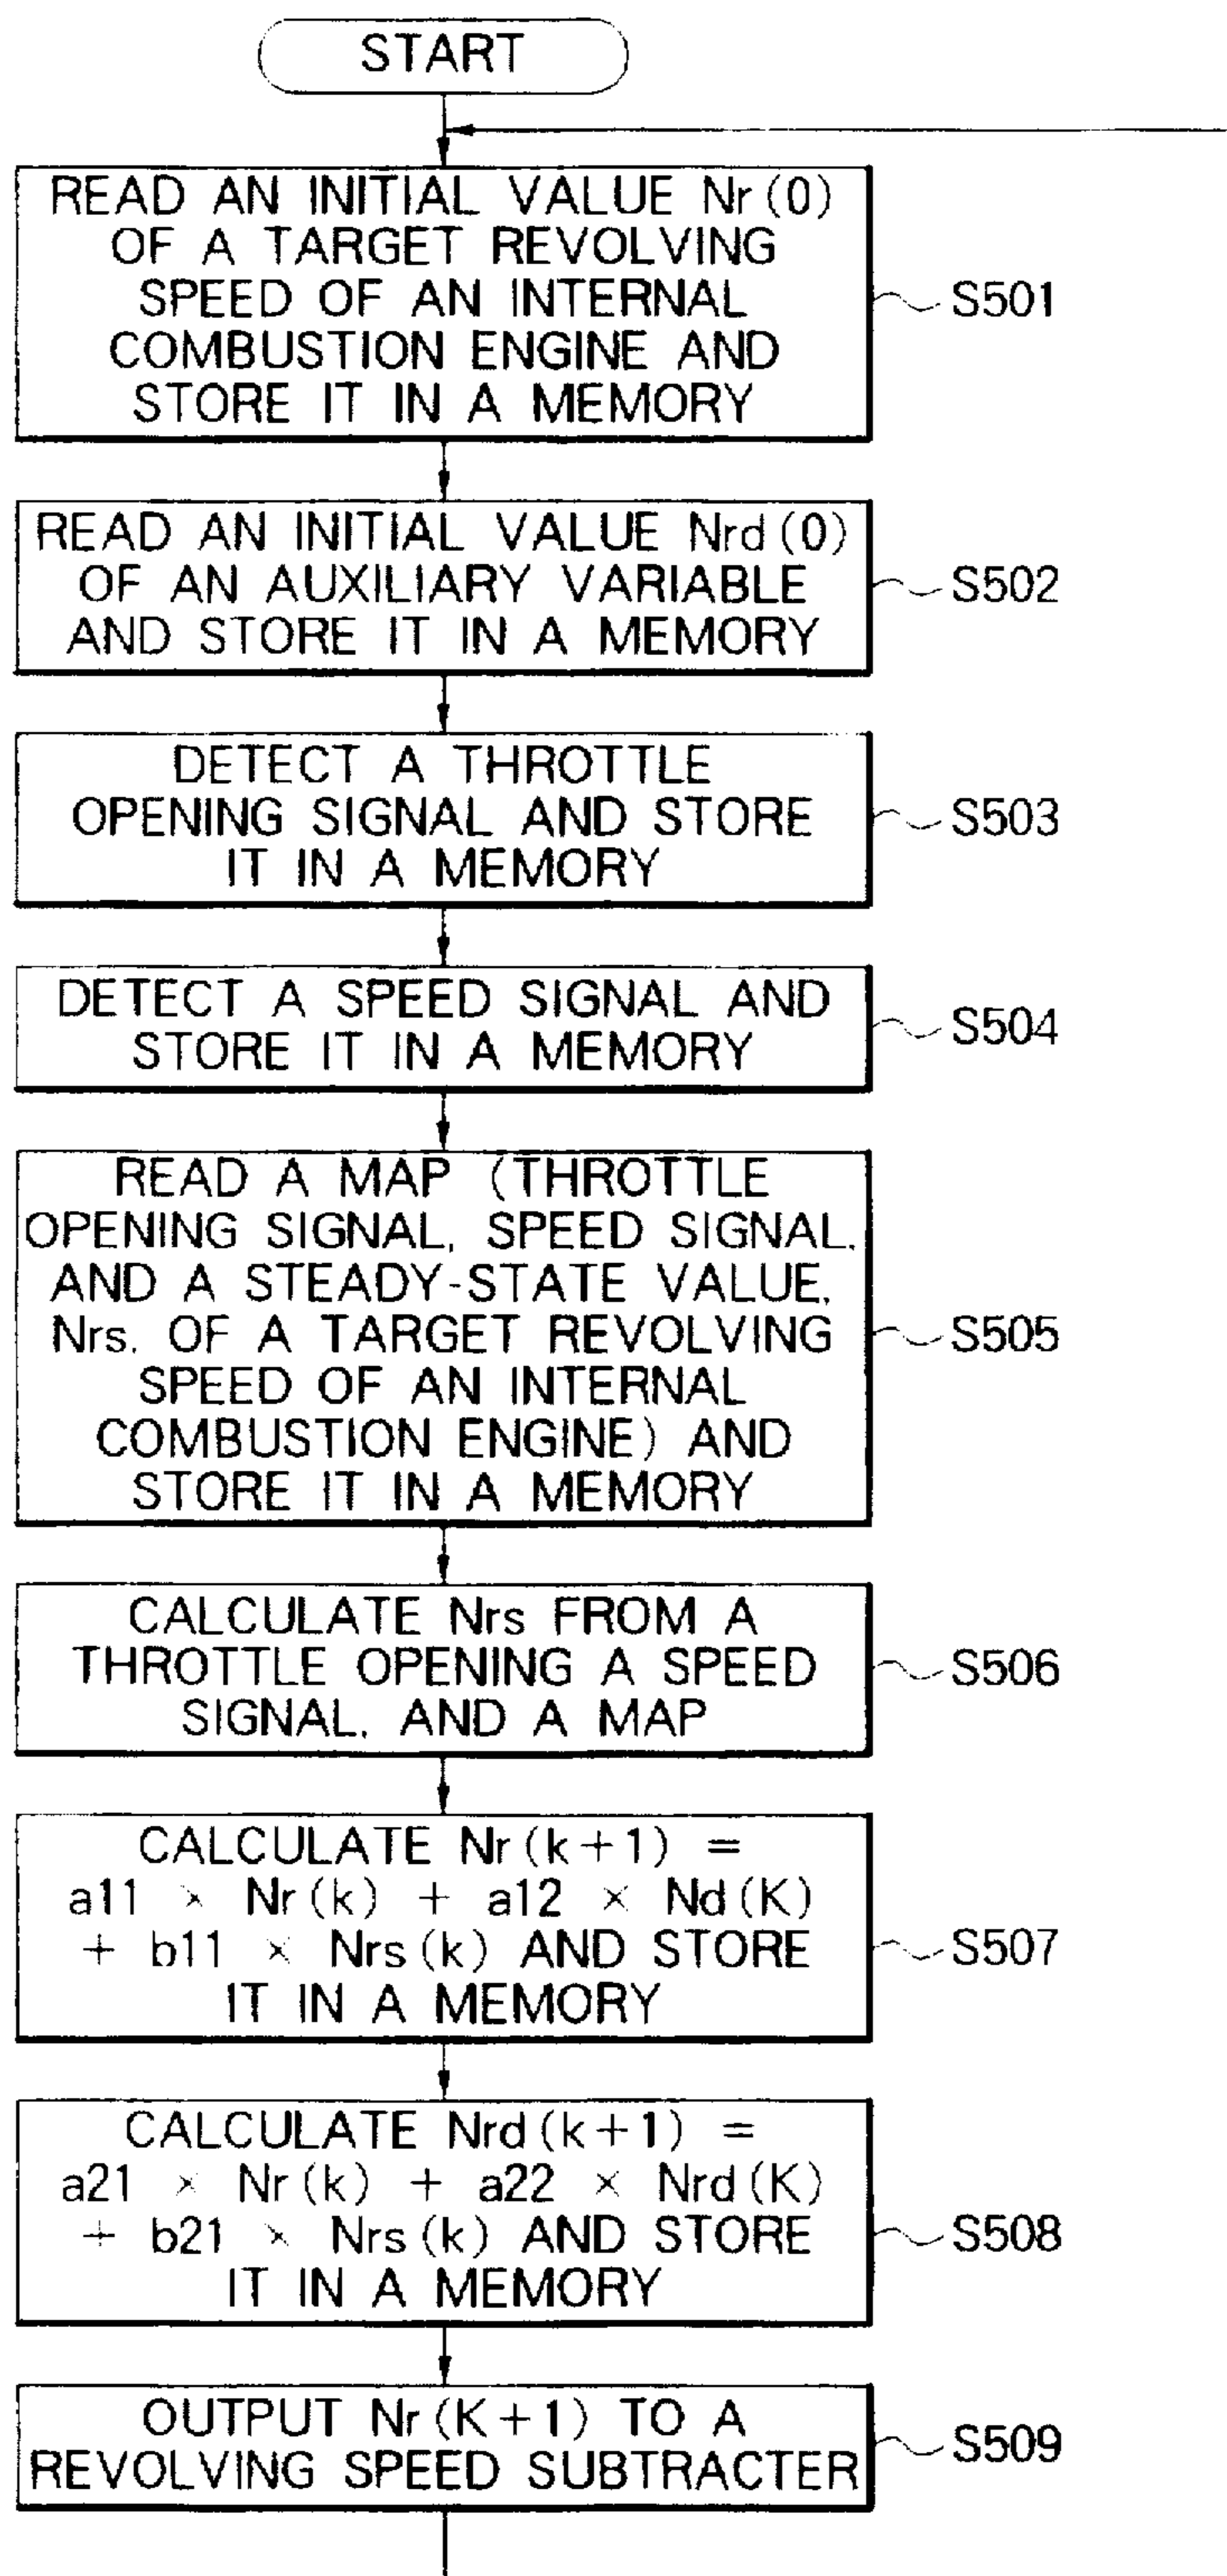 START
READ AN INITIAL VALUE Nr(0)
OF A TARGET REVOLVING
SPEED OF AN INTERNAL
COMBUSTION ENGINE AND
STORE IT IN A MEMORY
S501
READ AN INITIAL VALUE Nrd(0)
OF AN AUXILIARY VARIABLE
AND STORE IT IN A MEMORY
S502
DETECT A THROTTLE
OPENING SIGNAL AND STORE
IT IN A MEMORY
S503
DETECT A SPEED SIGNAL AND
STORE IT IN A MEMORY
S504
READ A MAP (THROTTLE
OPENING SIGNAL, SPEED SIGNAL,
AND A STEADY-STATE VALUE,
Nrs, OF A TARGET REVOLVING
SPEED OF AN INTERNAL
COMBUSTION ENGINE) AND
STORE IT IN A MEMORY
S505
CALCULATE Nrs FROM A
THROTTLE OPENING A SPEED
SIGNAL, AND A MAP
S506
CALCULATE Nr(k+1) =
a11 × Nr(k) + a12 × Nd(K)
+ b11 × Nrs(k) AND STORE
IT IN A MEMORY
S507
CALCULATE Nrd(k+1) =
a21 × Nr(k) + a22 × Nrd(K)
+ b21 × Nrs(k) AND STORE
IT IN A MEMORY
S508
OUTPUT Nr(K+1) TO A
REVOLVING SPEED SUBTRACTER
S509